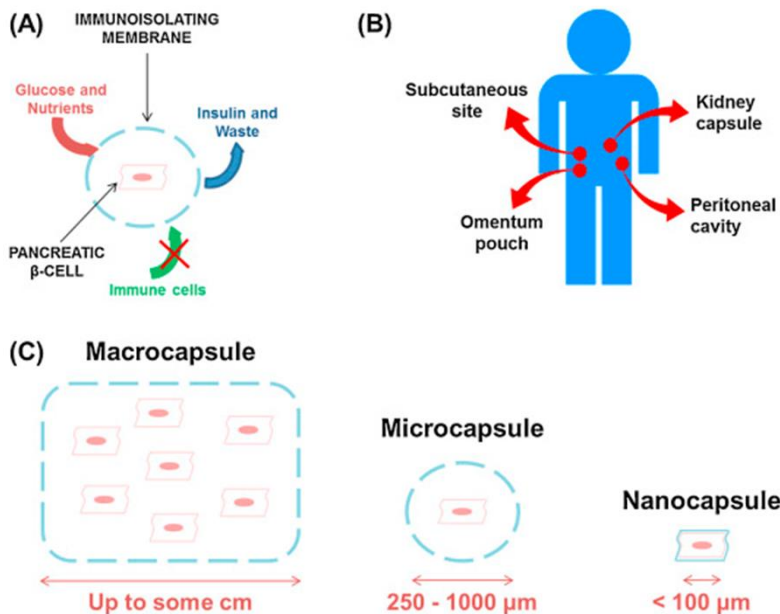 (A)
IMMUNOISOLATING
MEMBRANE
Glucose and
Nutrients
Insulin and
Waste
PANCREATIC
β-CELL
Immune cells
(B)
Subcutaneous
site
Kidney
capsule
Omentum
pouch
Peritoneal
cavity
(C)
Macrocapsule
Up to some cm
Microcapsule
250 - 1000 μm
Nanocapsule
< 100 μm